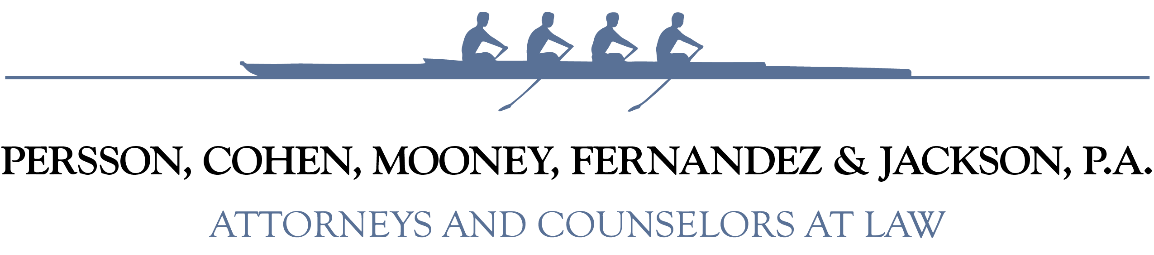 PERSSON, COHEN, MOONEY, FERNANDEZ & JACKSON, P.A.
ATTORNEYS AND COUNSELORS AT LAW